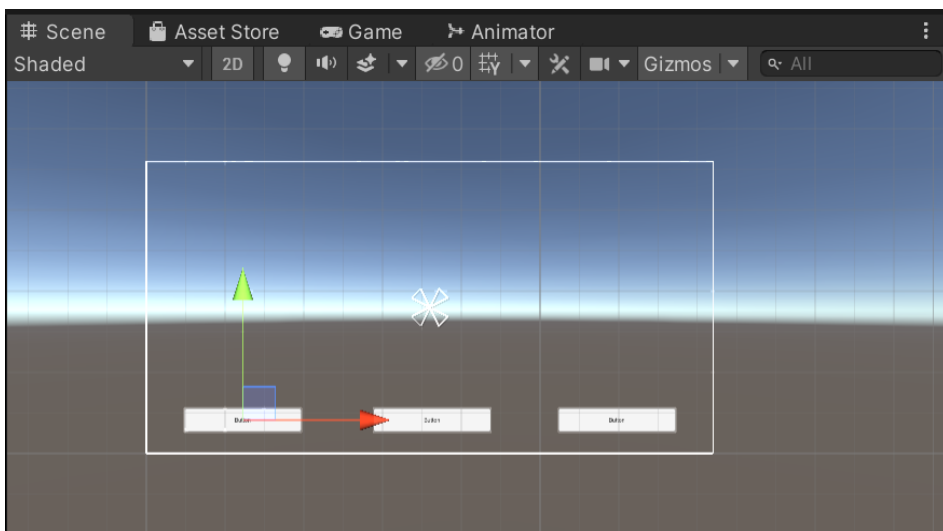 Scene Asset Store Game Animator
Shaded 2D 0 Gizmos All
Button Button Button